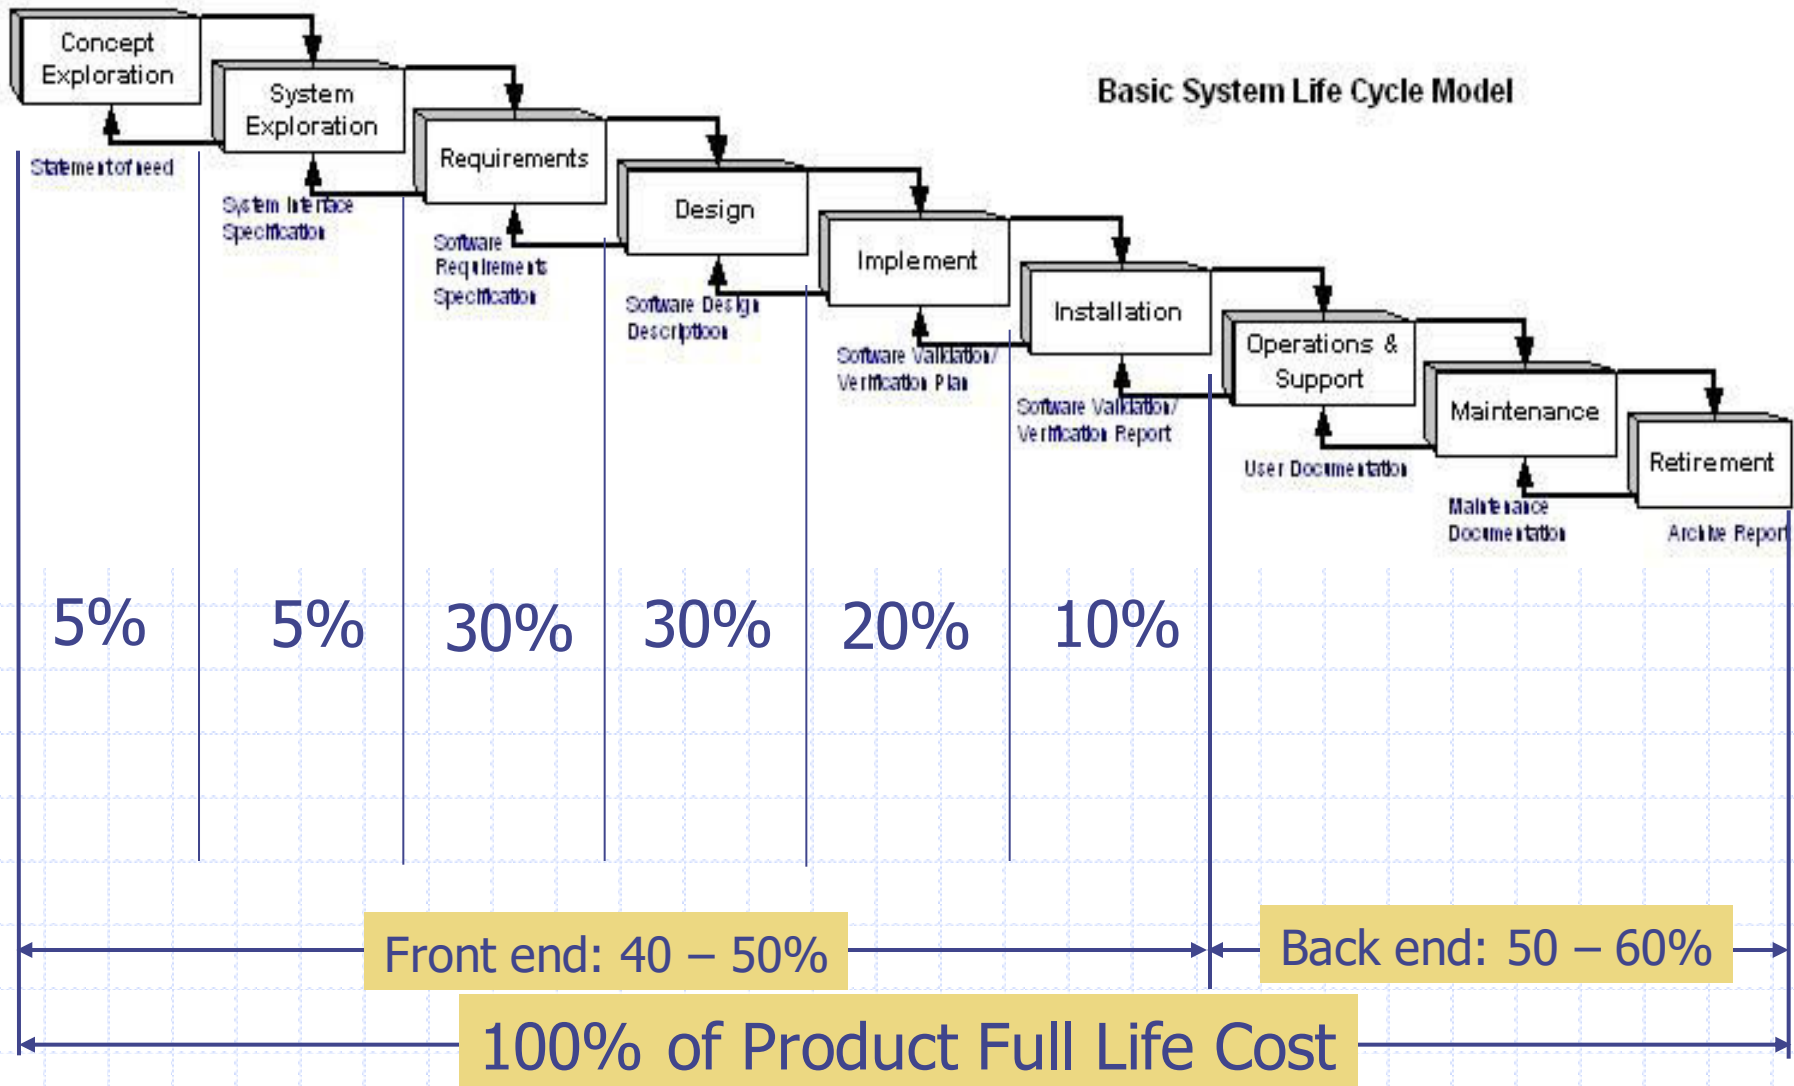 Basic System Life Cycle Model
Concept
Exploration
Statement of need
System
Exploration
System Interface
Specification
Requirements
Software
Requirements
Specification
Design
Software Design
Descriptioon
Implement
Software Validation/
Verification Plan
Installation
Software Validation/
Verification Report
Operations &
Support
User Documentation
Maintenance
Maintenance
Documentation
Retirement
Archive Report
5%
5%
30%
30%
20%
10%
Front end: 40 – 50%
Back end: 50 – 60%
100% of Product Full Life Cost